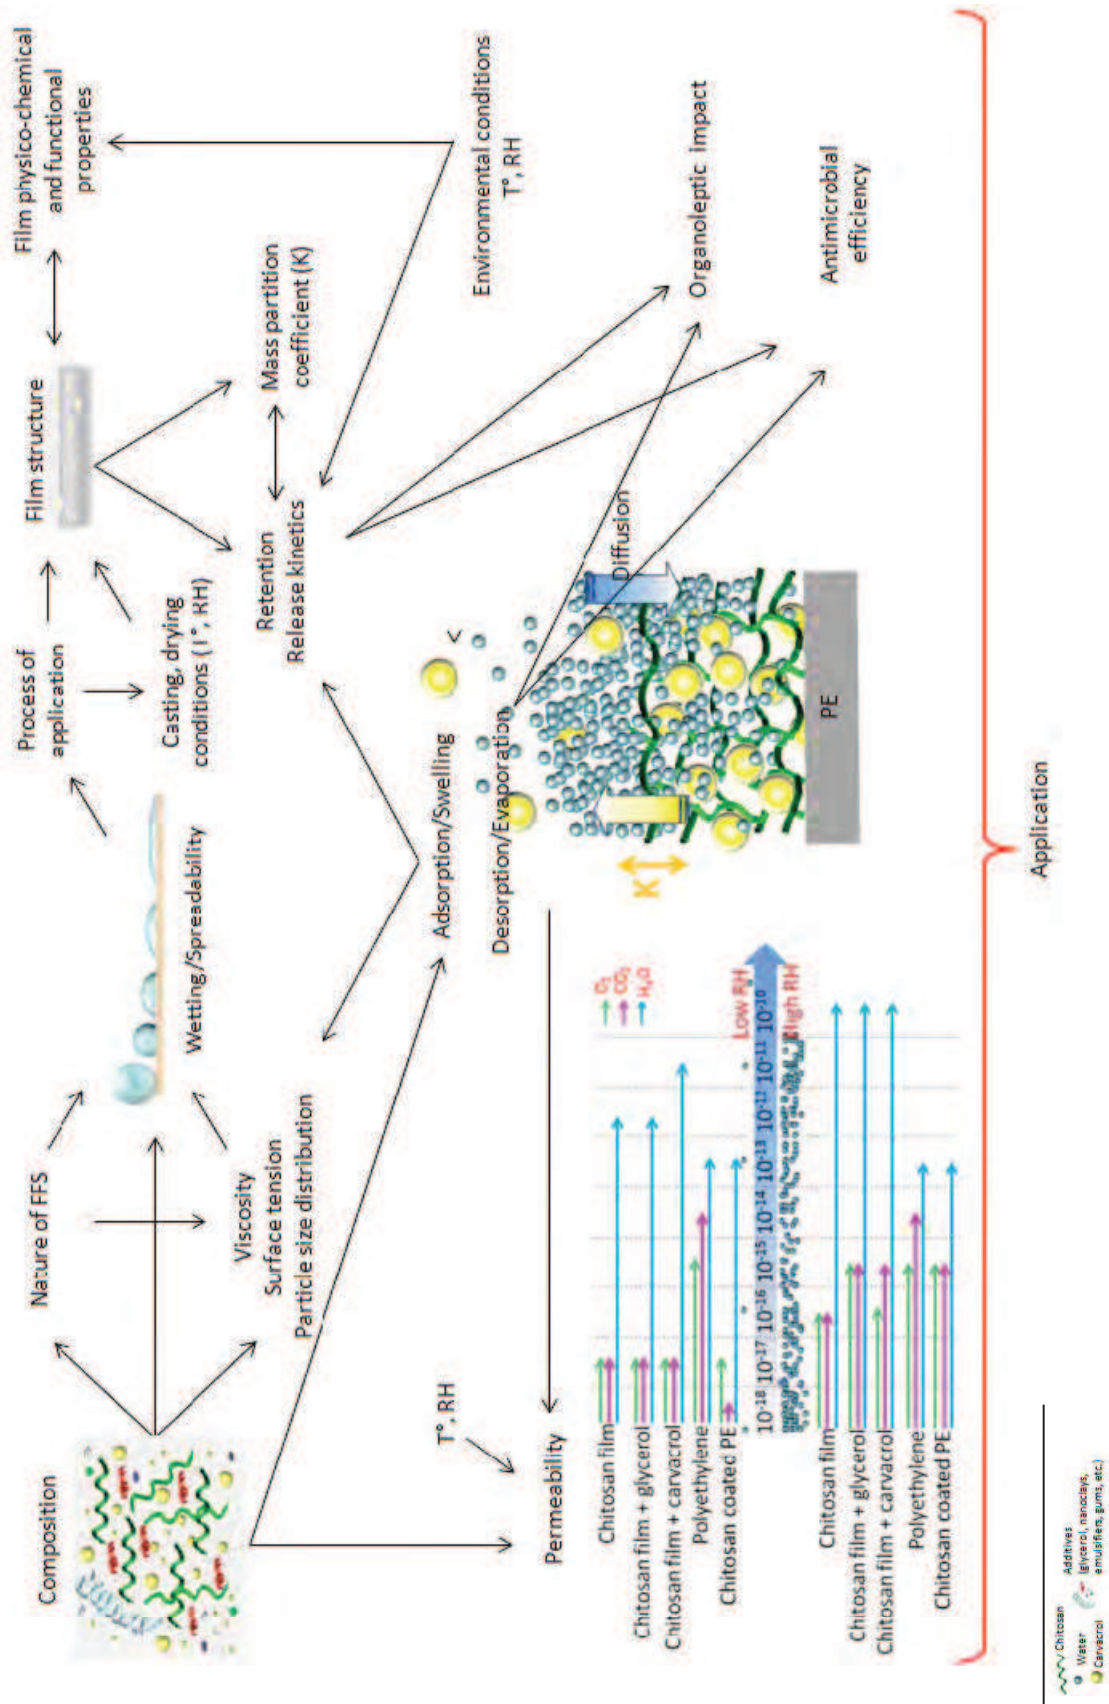 Composition
Nature of FFS
Viscosity
Surface tension
Particle size distribution
Wetting/Spreadability
Process of
application
Casting, drying
conditions (T°, RH)
Film structure
Film physico-chemical
and functional
properties
Retention
Release kinetics
Mass partition
coefficient (K)
Environmental conditions
T°, RH
Adsorption/Swelling
Desorption/Evaporation
<
K
Diffusion
PE
Organoleptic impact
Antimicrobial
efficiency
T°, RH
Permeability
O₂
CO₂
H₂O
Chitosan film
Chitosan film + glycerol
Chitosan film + carvacrol
Polyethylene
Chitosan coated PE
Low RH
10⁻¹⁸ 10⁻¹⁷ 10⁻¹⁶ 10⁻¹⁵ 10⁻¹⁴ 10⁻¹³ 10⁻¹² 10⁻¹¹ 10⁻¹⁰
High RH
Chitosan film
Chitosan film + glycerol
Chitosan film + carvacrol
Polyethylene
Chitosan coated PE
Application
Chitosan
Water
Carvacrol
Additives
(glycerol, nanoclays,
emulsifiers, gums, etc.)